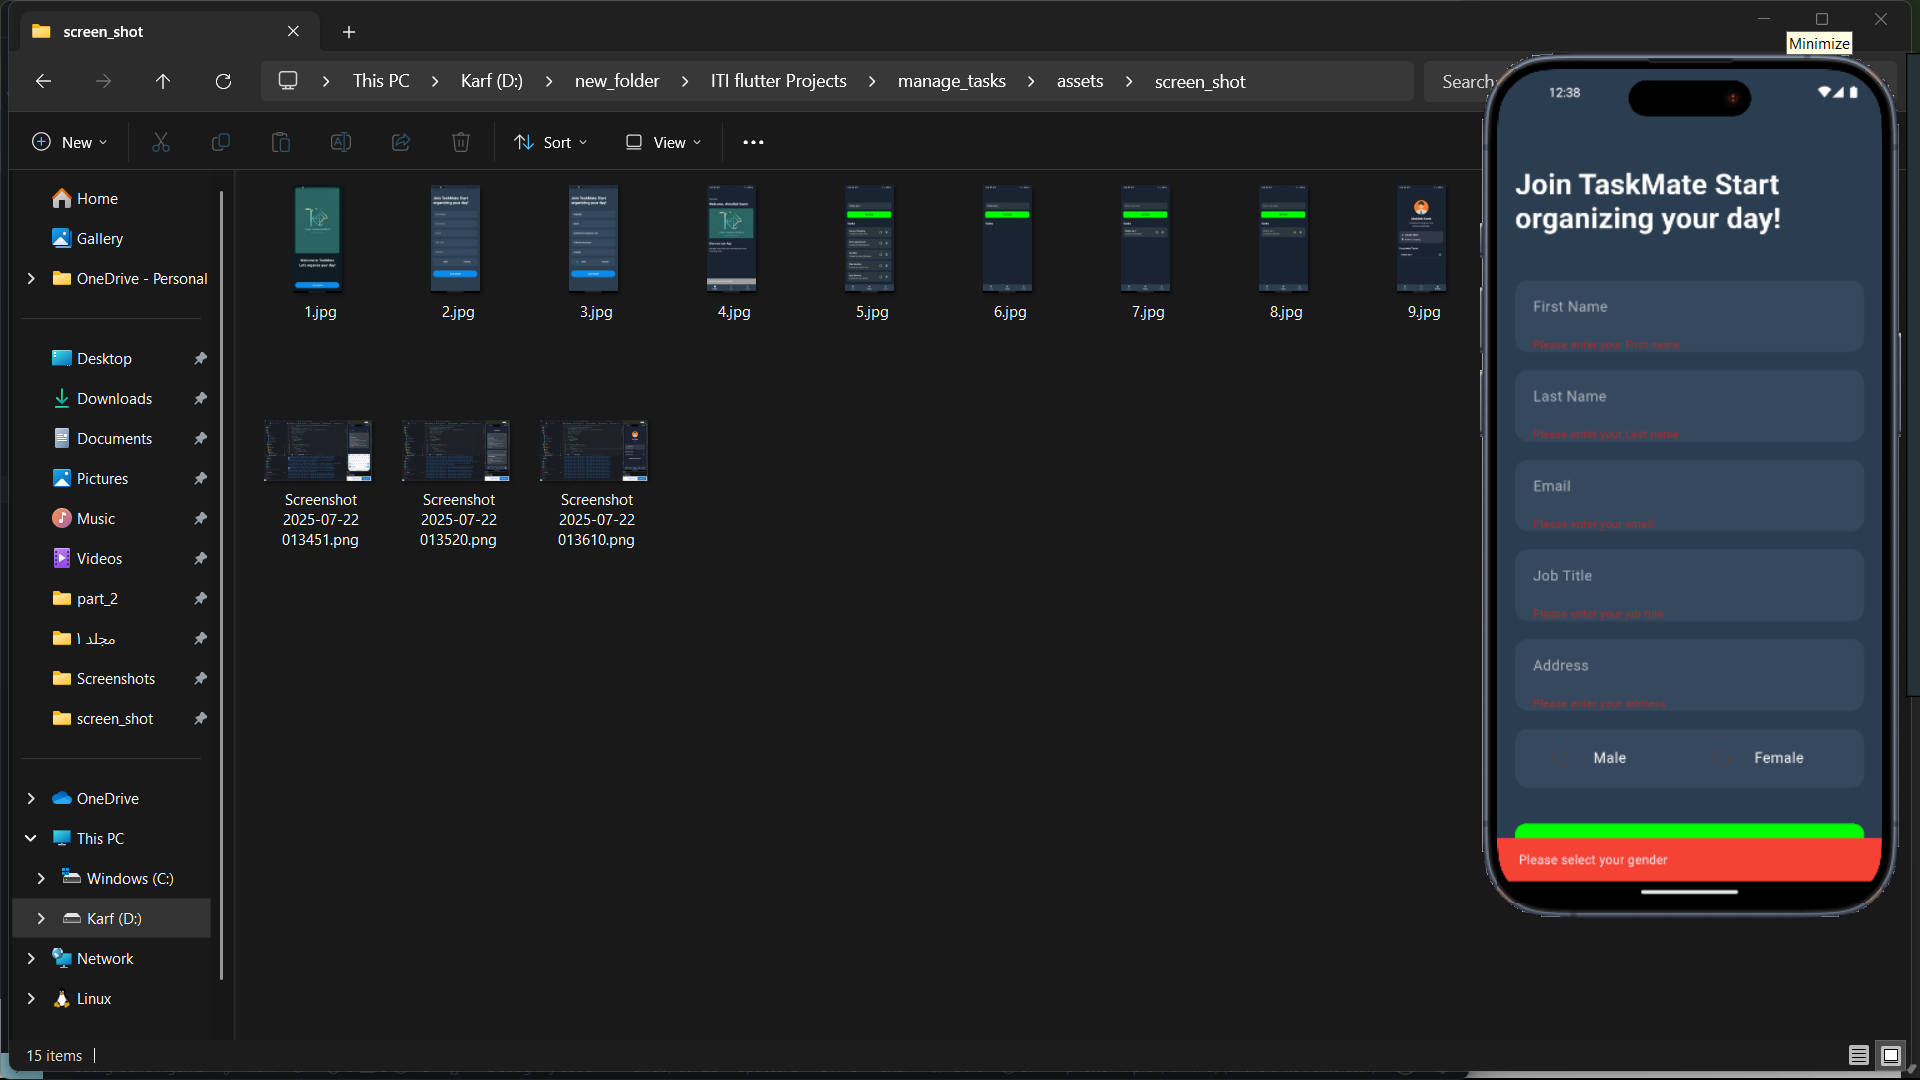 screen_shot
Minimize
This PC
Karf (D:)
new_folder
ITI flutter Projects
manage_tasks
assets
screen_shot
Search
New
Sort
View
Home
Gallery
OneDrive - Personal
Desktop
Downloads
Documents
Pictures
Music
Videos
part_2
مجلد ١
Screenshots
screen_shot
OneDrive
This PC
Windows (C:)
Karf (D:)
Network
Linux
1.jpg
2.jpg
3.jpg
4.jpg
5.jpg
6.jpg
7.jpg
8.jpg
9.jpg
Screenshot
2025-07-22
013451.png
Screenshot
2025-07-22
013520.png
Screenshot
2025-07-22
013610.png
15 items
12:38
Join TaskMate Start
organizing your day!
First Name
Please enter your First name
Last Name
Please enter your Last name
Email
Please enter your email
Job Title
Please enter your job title
Address
Please enter your address
Male
Female
Please select your gender